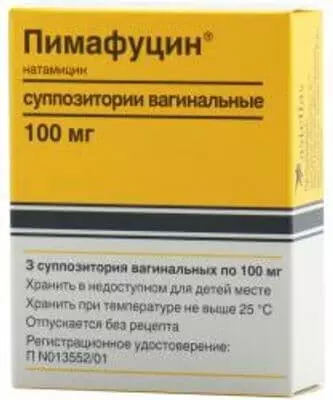 Пимафуцин®
натамицин
суппозитории вагинальные
100 мг
3 суппозитория вагинальных по 100 мг
Хранить в недоступном для детей месте
Хранить при температуре не выше 25 °C
Отпускается без рецепта
Регистрационное удостоверение:
П N013552/01
astellas